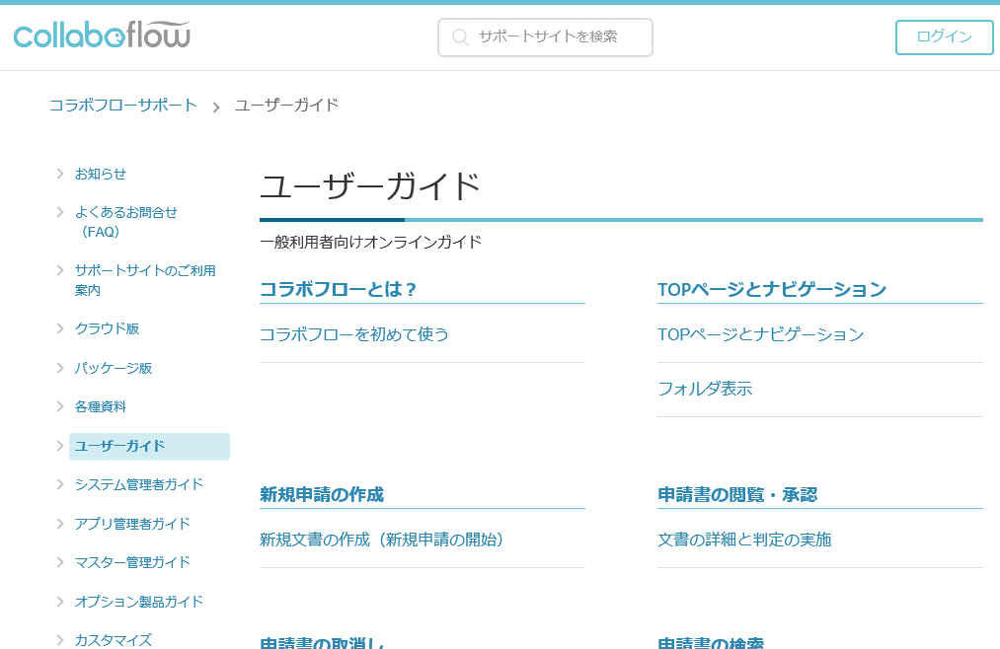 collaboflow
サポートサイトを検索
ログイン
コラボフローサポート
ユーザーガイド
お知らせ
よくあるお問合せ
（FAQ）
サポートサイトのご利用
案内
クラウド版
パッケージ版
各種資料
ユーザーガイド
システム管理者ガイド
アプリ管理者ガイド
マスター管理ガイド
オプション製品ガイド
カスタマイズ
ユーザーガイド
一般利用者向けオンラインガイド
コラボフローとは？
コラボフローを初めて使う
TOPページとナビゲーション
TOPページとナビゲーション
フォルダ表示
新規申請の作成
新規文書の作成（新規申請の開始）
申請書の閲覧・承認
文書の詳細と判定の実施
申請書の取消し
申請書の検索